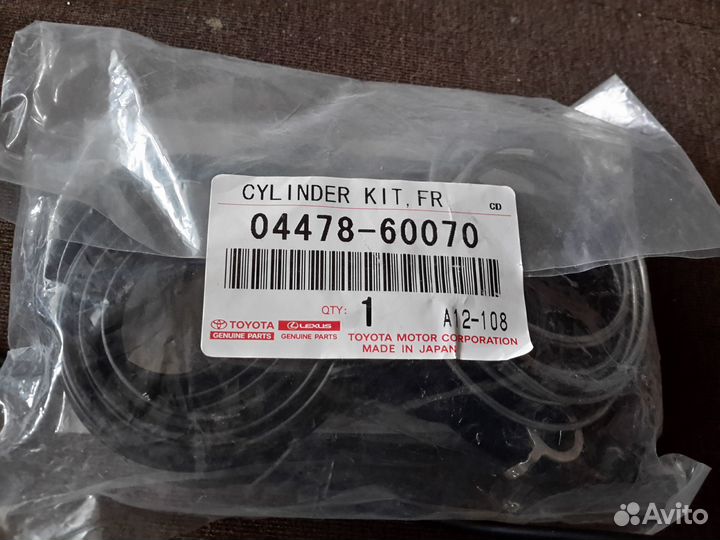 CYLINDER KIT, FR
CD
04478-60070
QTY: 1 A12-108
TOYOTA LEXUS
GENUINE PARTS GENUINE PARTS
TOYOTA MOTOR CORPORATION
MADE IN JAPAN
Avito